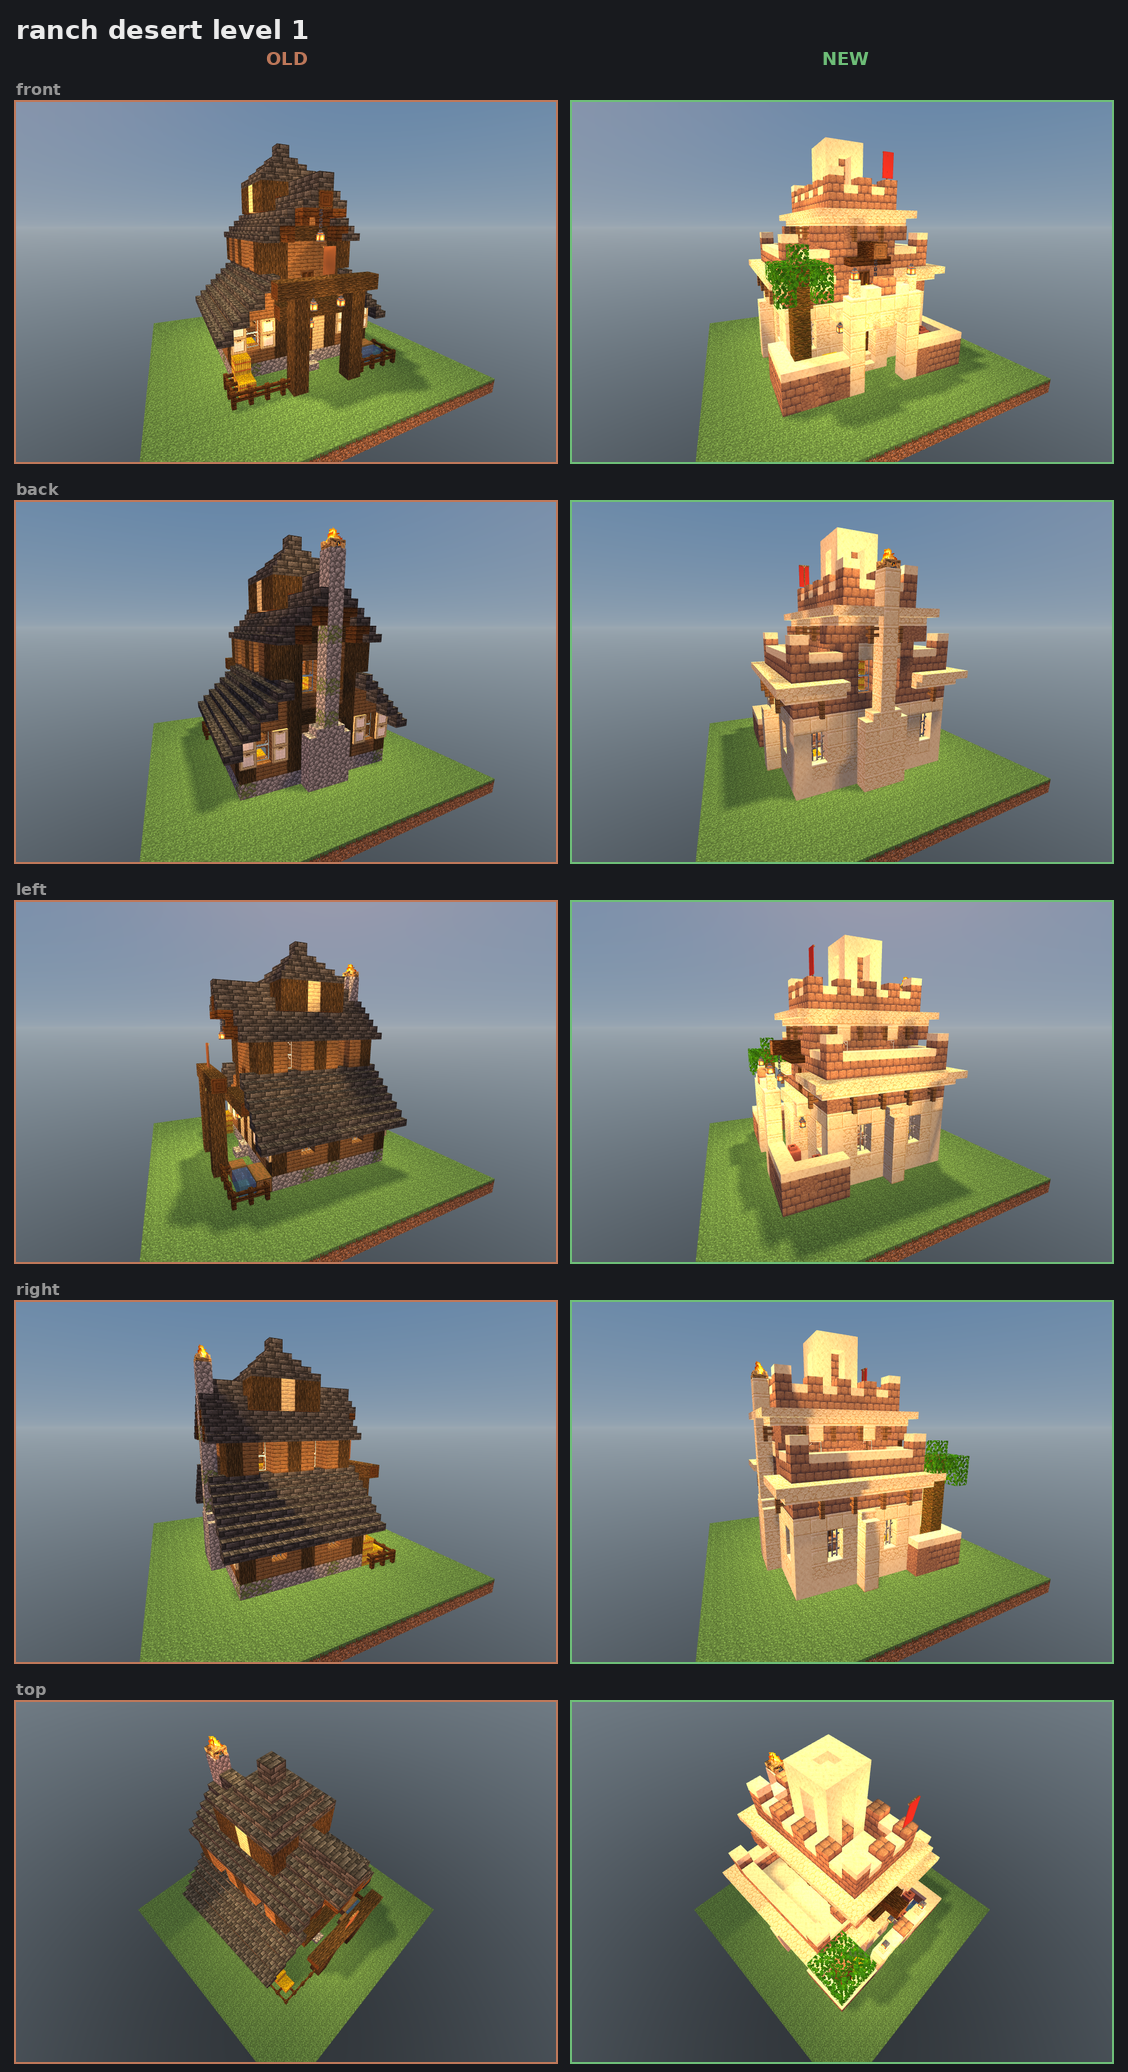 ranch desert level 1
OLD
NEW
front
back
left
right
top